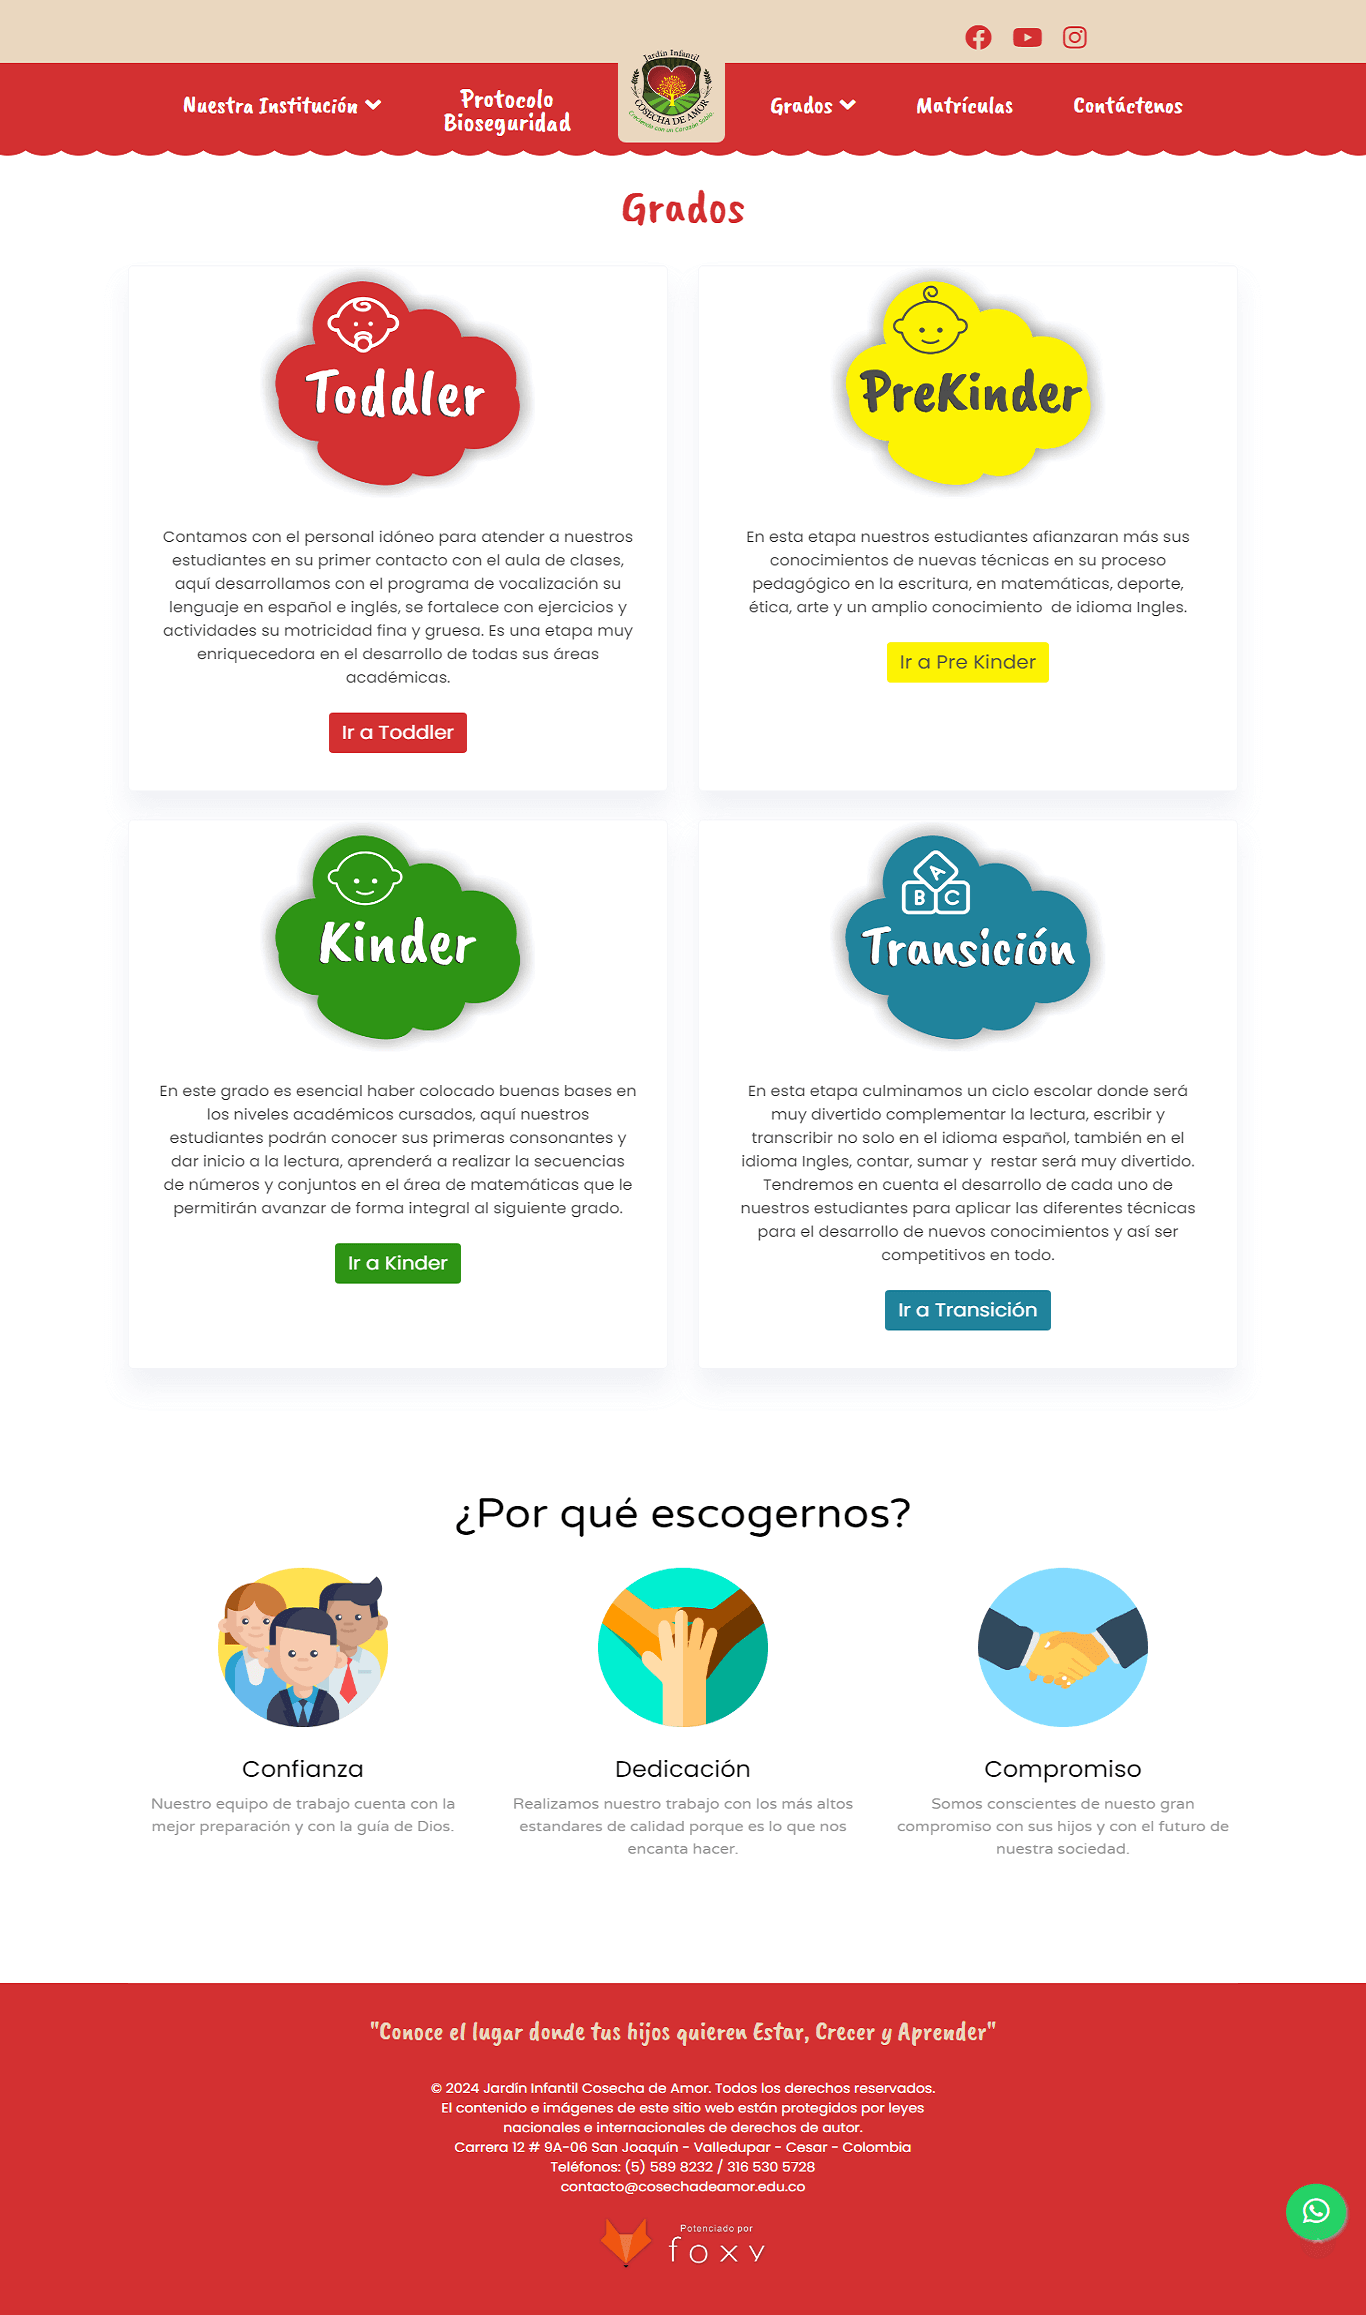 Nuestra Institución
Protocolo
Bioseguridad
Jardín Infantil
COSECHA DE AMOR
Creciendo con un Corazón Sabio
Grados
Matrículas
Contáctenos
Grados
Toddler
Contamos con el personal idóneo para atender a nuestros
estudiantes en su primer contacto con el aula de clases,
aquí desarrollamos con el programa de vocalización su
lenguaje en español e inglés, se fortalece con ejercicios y
actividades su motricidad fina y gruesa. Es una etapa muy
enriquecedora en el desarrollo de todas sus áreas
académicas.
Ir a Toddler
PreKinder
En esta etapa nuestros estudiantes afianzaran más sus
conocimientos de nuevas técnicas en su proceso
pedagógico en la escritura, en matemáticas, deporte,
ética, arte y un amplio conocimiento  de idioma Ingles.
Ir a Pre Kinder
Kinder
En este grado es esencial haber colocado buenas bases en
los niveles académicos cursados, aquí nuestros
estudiantes podrán conocer sus primeras consonantes y
dar inicio a la lectura, aprenderá a realizar la secuencias
de números y conjuntos en el área de matemáticas que le
permitirán avanzar de forma integral al siguiente grado.
Ir a Kinder
A
B C
Transición
En esta etapa culminamos un ciclo escolar donde será
muy divertido complementar la lectura, escribir y
transcribir no solo en el idioma español, también en el
idioma Ingles, contar, sumar y  restar será muy divertido.
Tendremos en cuenta el desarrollo de cada uno de
nuestros estudiantes para aplicar las diferentes técnicas
para el desarrollo de nuevos conocimientos y así ser
competitivos en todo.
Ir a Transición
¿Por qué escogernos?
Confianza
Nuestro equipo de trabajo cuenta con la
mejor preparación y con la guía de Dios.
Dedicación
Realizamos nuestro trabajo con los más altos
estandares de calidad porque es lo que nos
encanta hacer.
Compromiso
Somos conscientes de nuesto gran
compromiso con sus hijos y con el futuro de
nuestra sociedad.
"Conoce el lugar donde tus hijos quieren Estar, Crecer y Aprender"
© 2024 Jardín Infantil Cosecha de Amor. Todos los derechos reservados.
El contenido e imágenes de este sitio web están protegidos por leyes
nacionales e internacionales de derechos de autor.
Carrera 12 # 9A-06 San Joaquín - Valledupar - Cesar - Colombia
Teléfonos: (5) 589 8232 / 316 530 5728
contacto@cosechadeamor.edu.co
Potenciado por
foxy